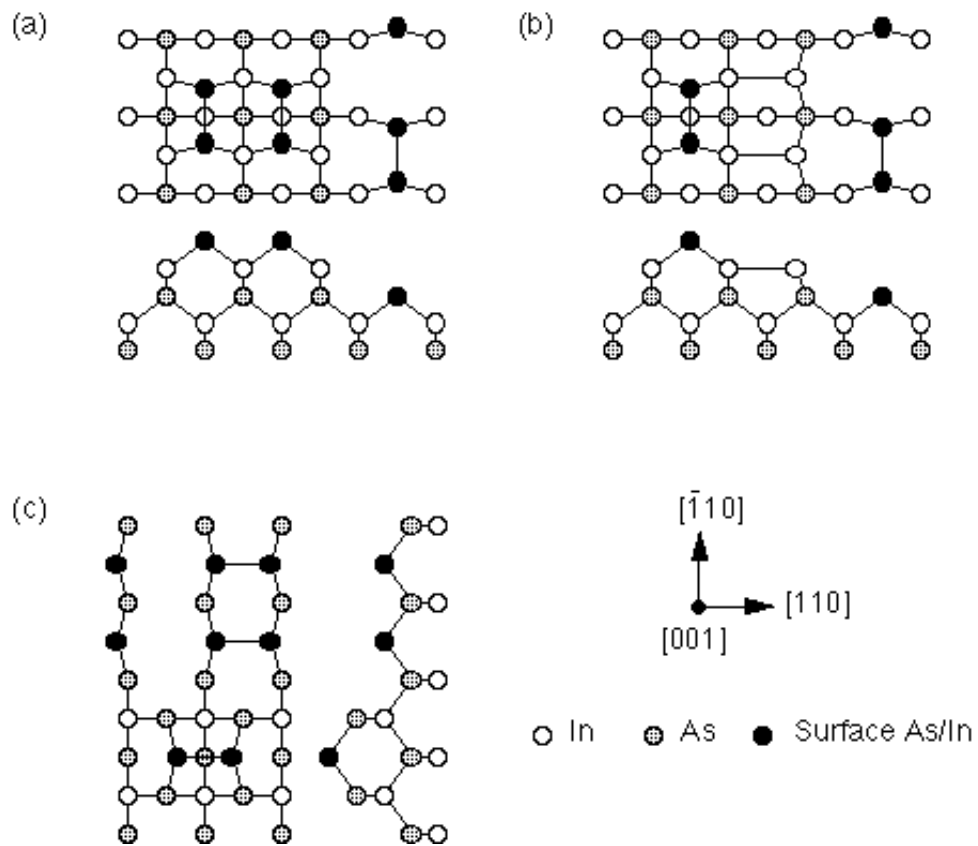 (a)
(b)
(c)
[1̄10]
[110]
[001]
In
As
Surface As/In